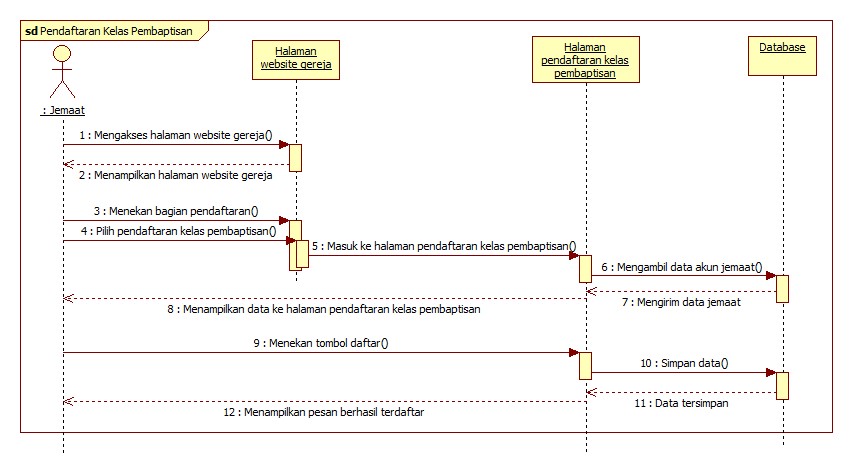 sd Pendaftaran Kelas Pembaptisan
: Jemaat
Halaman
website gereja
Halaman
pendaftaran kelas
pembaptisan
Database
1 : Mengakses halaman website gereja()
2 : Menampilkan halaman website gereja
3 : Menekan bagian pendaftaran()
4 : Pilih pendaftaran kelas pembaptisan()
5 : Masuk ke halaman pendaftaran kelas pembaptisan()
6 : Mengambil data akun jemaat()
7 : Mengirim data jemaat
8 : Menampilkan data ke halaman pendaftaran kelas pembaptisan
9 : Menekan tombol daftar()
10 : Simpan data()
11 : Data tersimpan
12 : Menampilkan pesan berhasil terdaftar